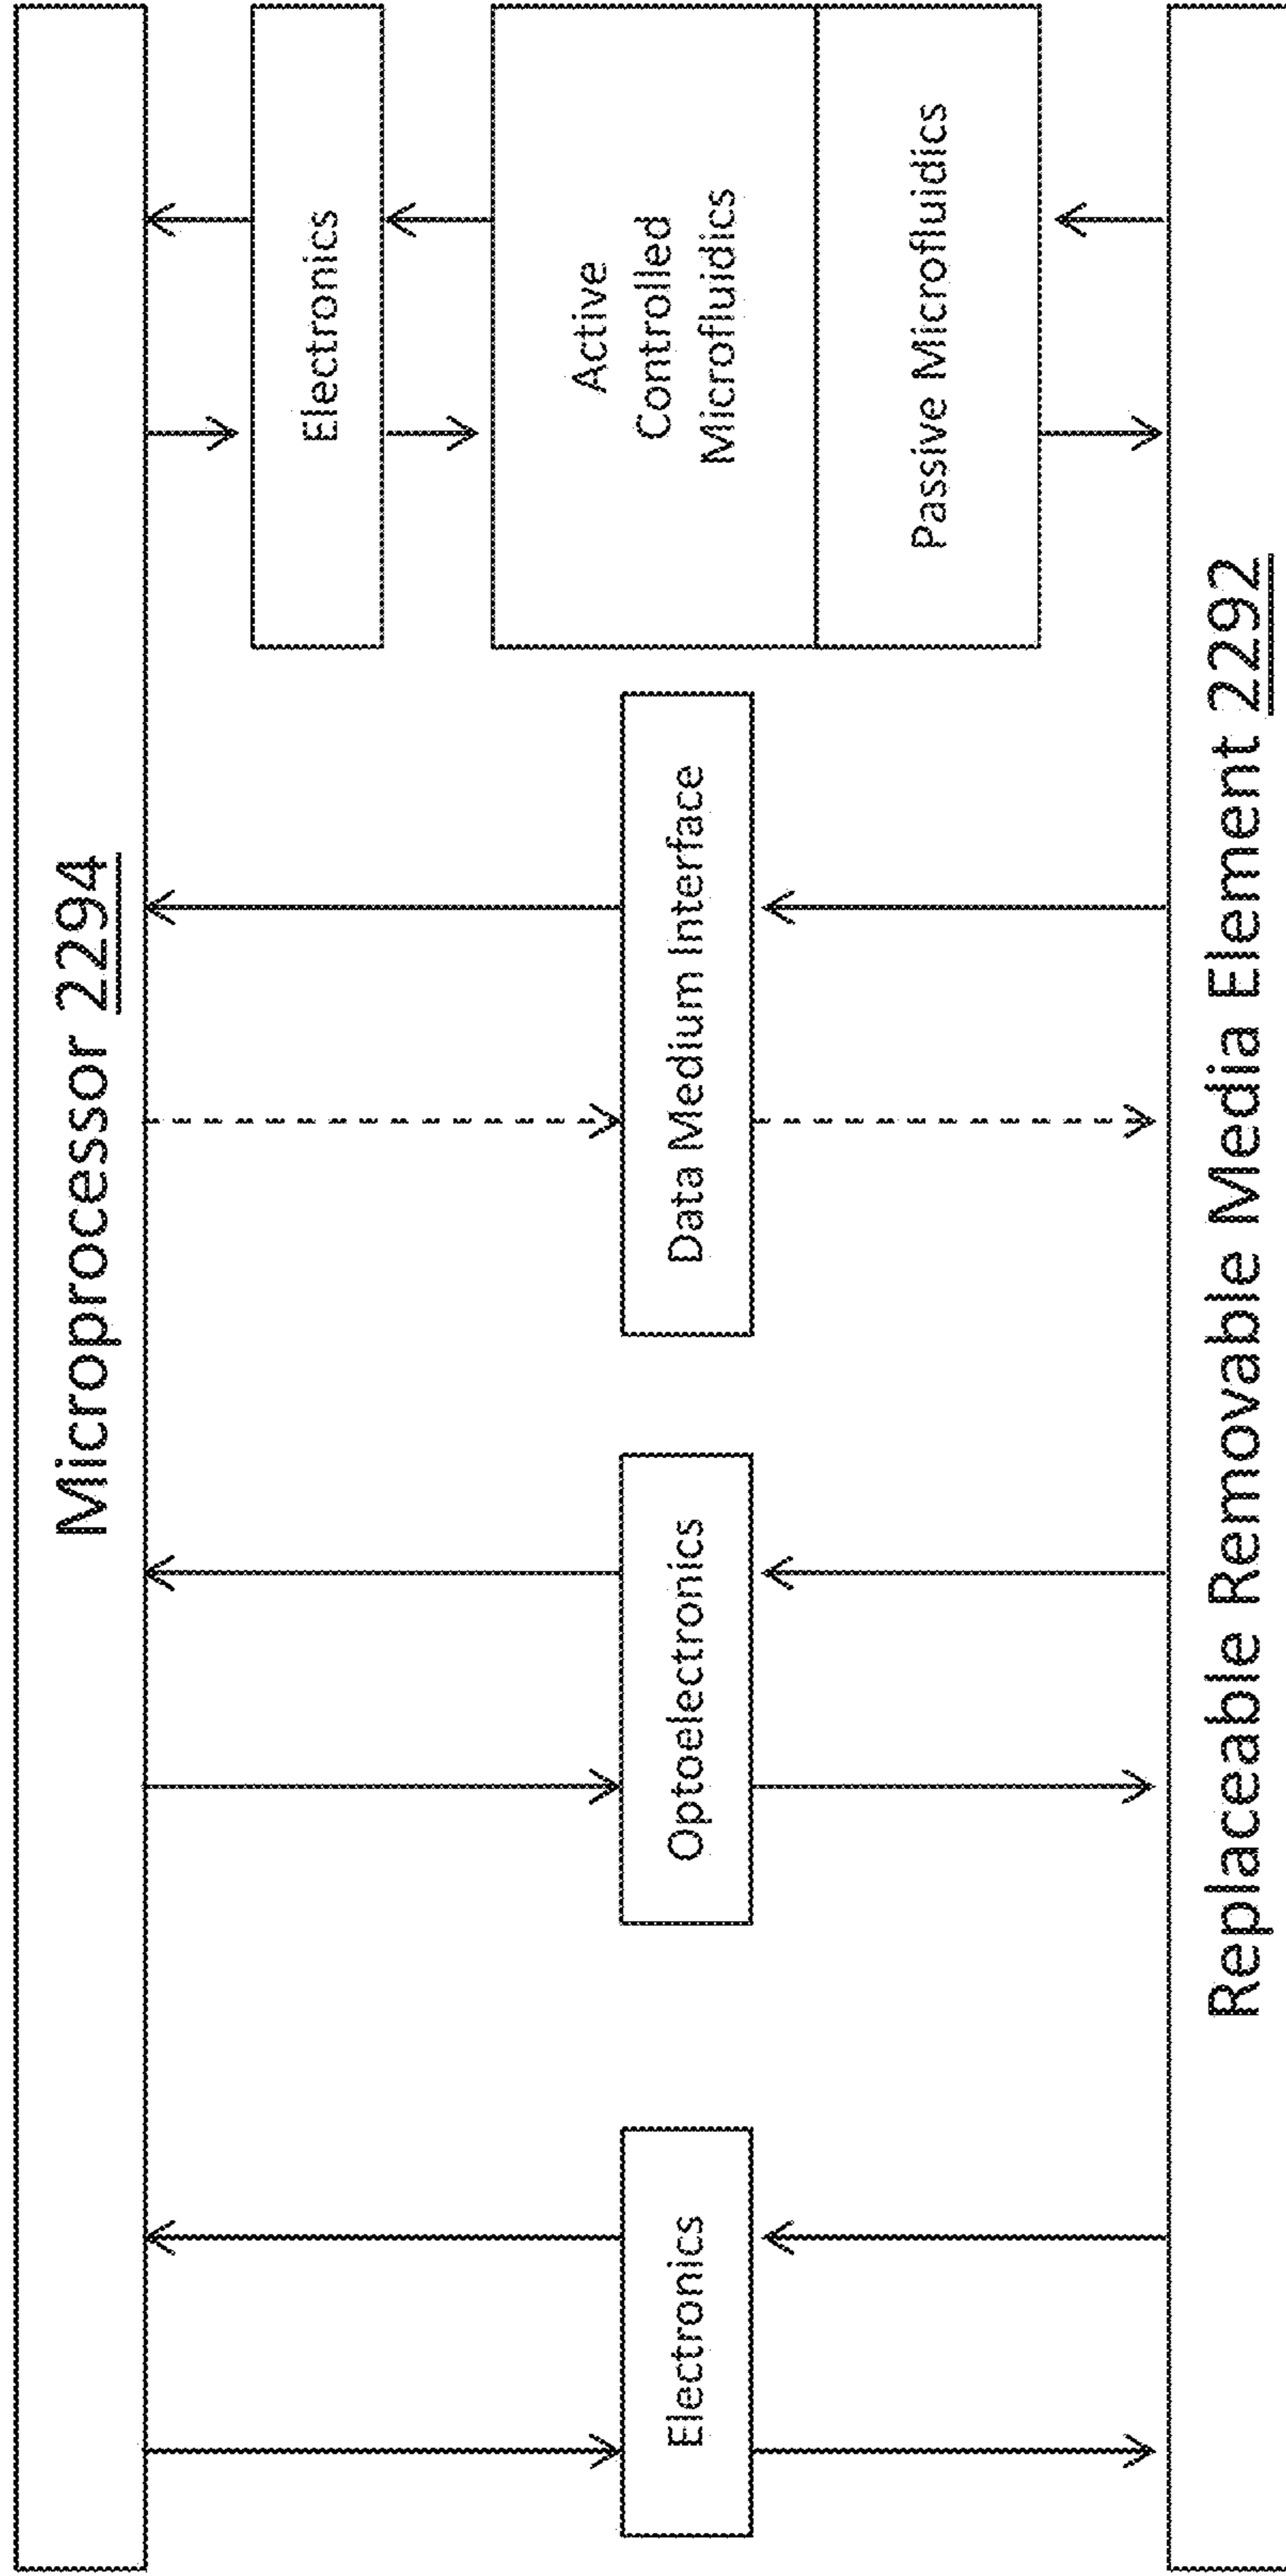 Microprocessor 2294
Electronics
Optoelectronics
Data Medium Interface
Electronics
Active
Controlled
Microfluidics
Passive Microfluidics
Replaceable Removable Media Element 2292